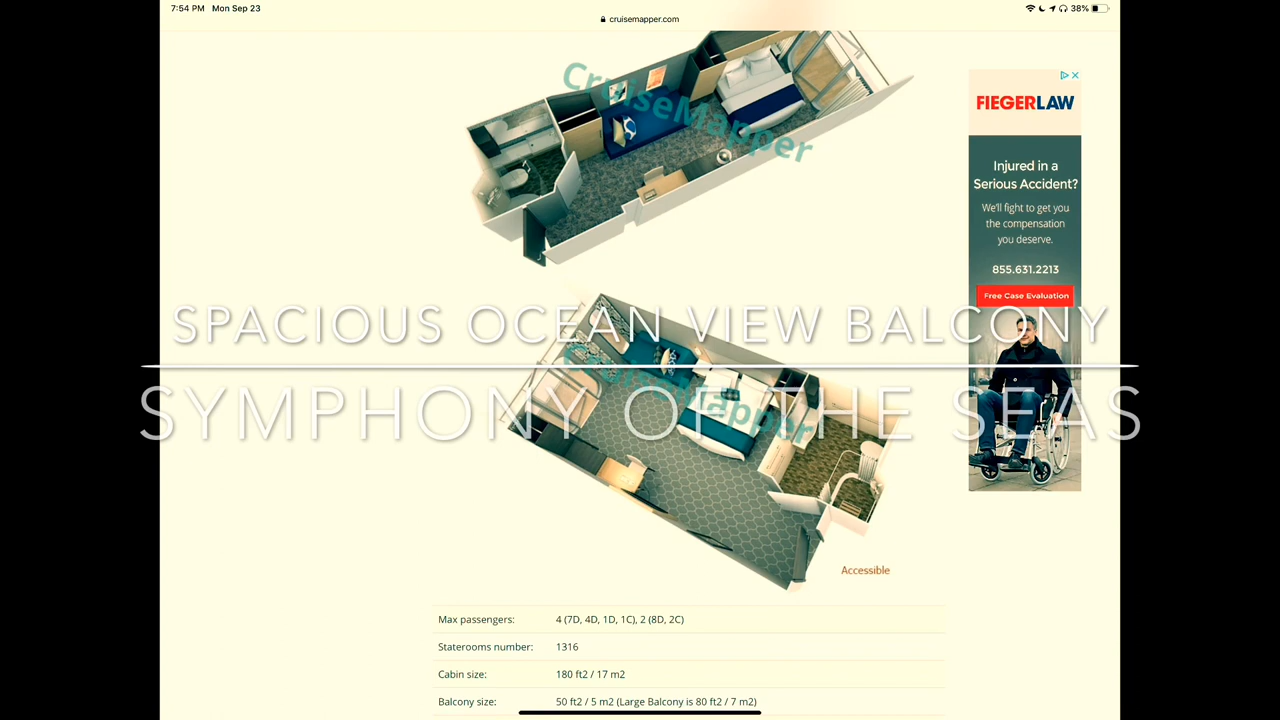 7:54 PM Mon Sep 23
cruisemapper.com
38%
CruiseMapper
FIEGERLAW
Injured in a
Serious Accident?
We'll fight to get you
the compensation
you deserve.
855.631.2213
Free Case Evaluation
SPACIOUS OCEAN VIEW BALCONY
SYMPHONY OF THE SEAS
CruiseMapper
Accessible
Max passengers: 4 (7D, 4D, 1D, 1C), 2 (8D, 2C)
Staterooms number: 1316
Cabin size: 180 ft2 / 17 m2
Balcony size: 50 ft2 / 5 m2 (Large Balcony is 80 ft2 / 7 m2)